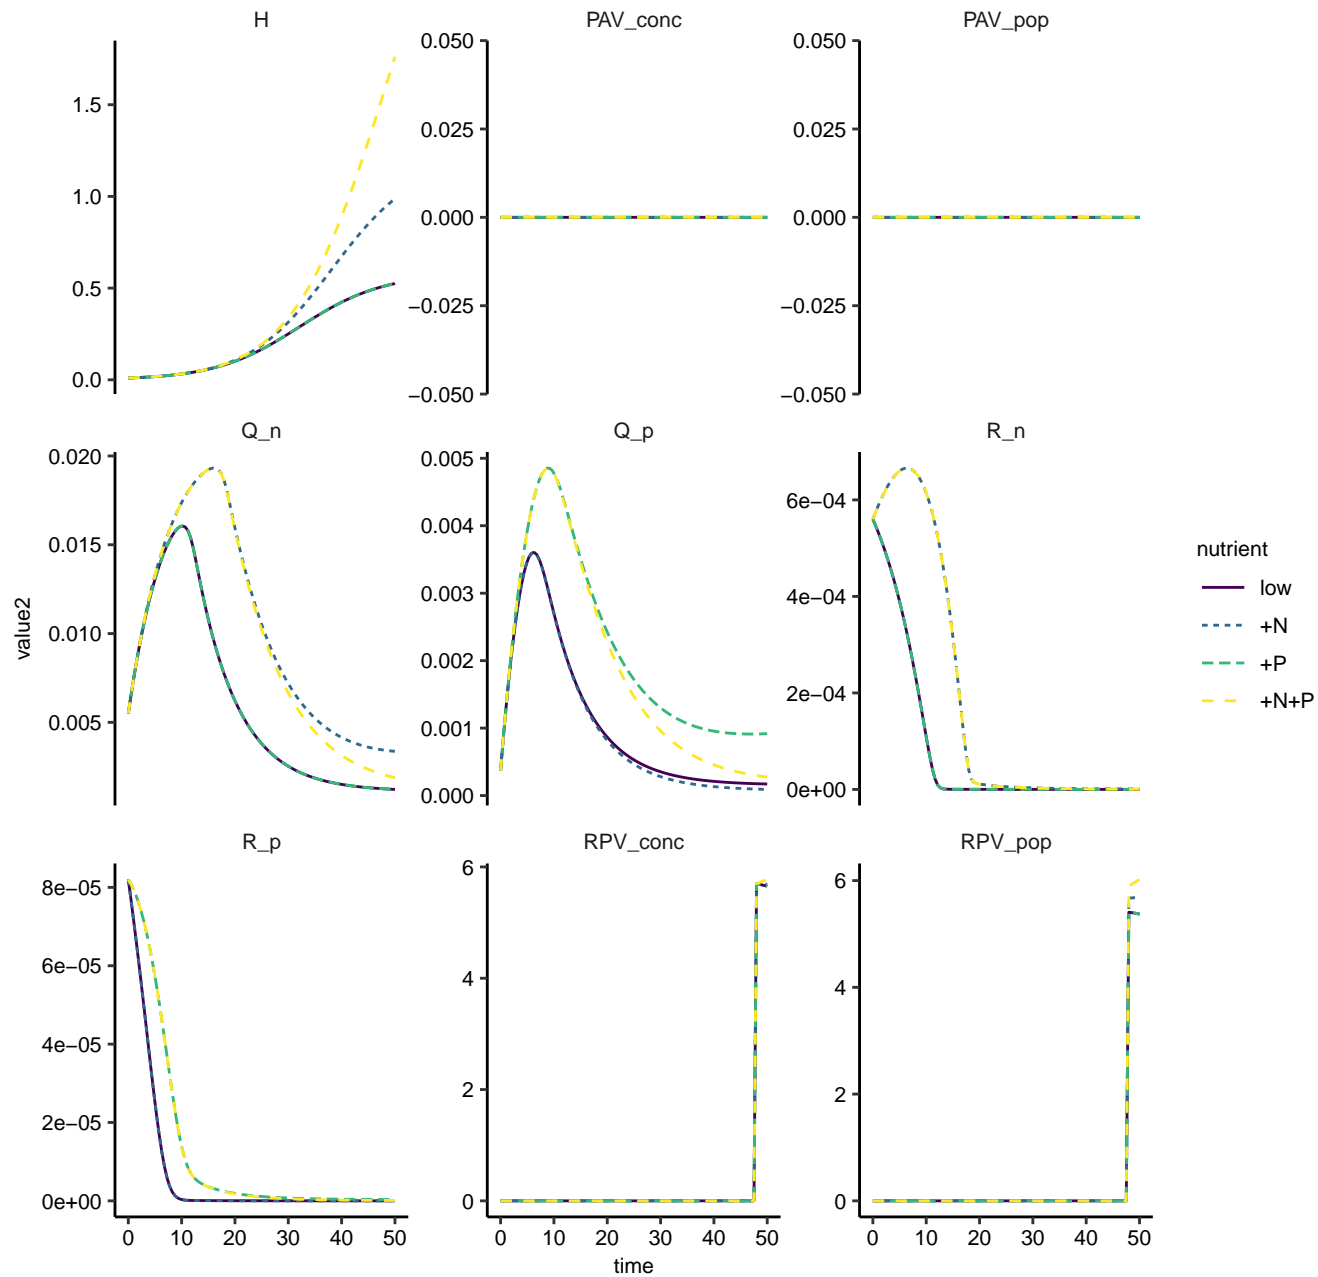 H
PAV_conc
PAV_pop
1.5
1.0
0.5
0.0
0.050
0.025
0.000
−0.025
−0.050
0.050
0.025
0.000
−0.025
−0.050
Q_n
Q_p
R_n
0.020
0.015
0.010
0.005
0.005
0.004
0.003
0.002
0.001
0.000
6e−04
4e−04
2e−04
0e+00
R_p
RPV_conc
RPV_pop
8e−05
6e−05
4e−05
2e−05
0e+00
6
4
2
0
6
4
2
0
0 10 20 30 40 50
0 10 20 30 40 50
0 10 20 30 40 50
time
value2
nutrient
low
+N
+P
+N+P